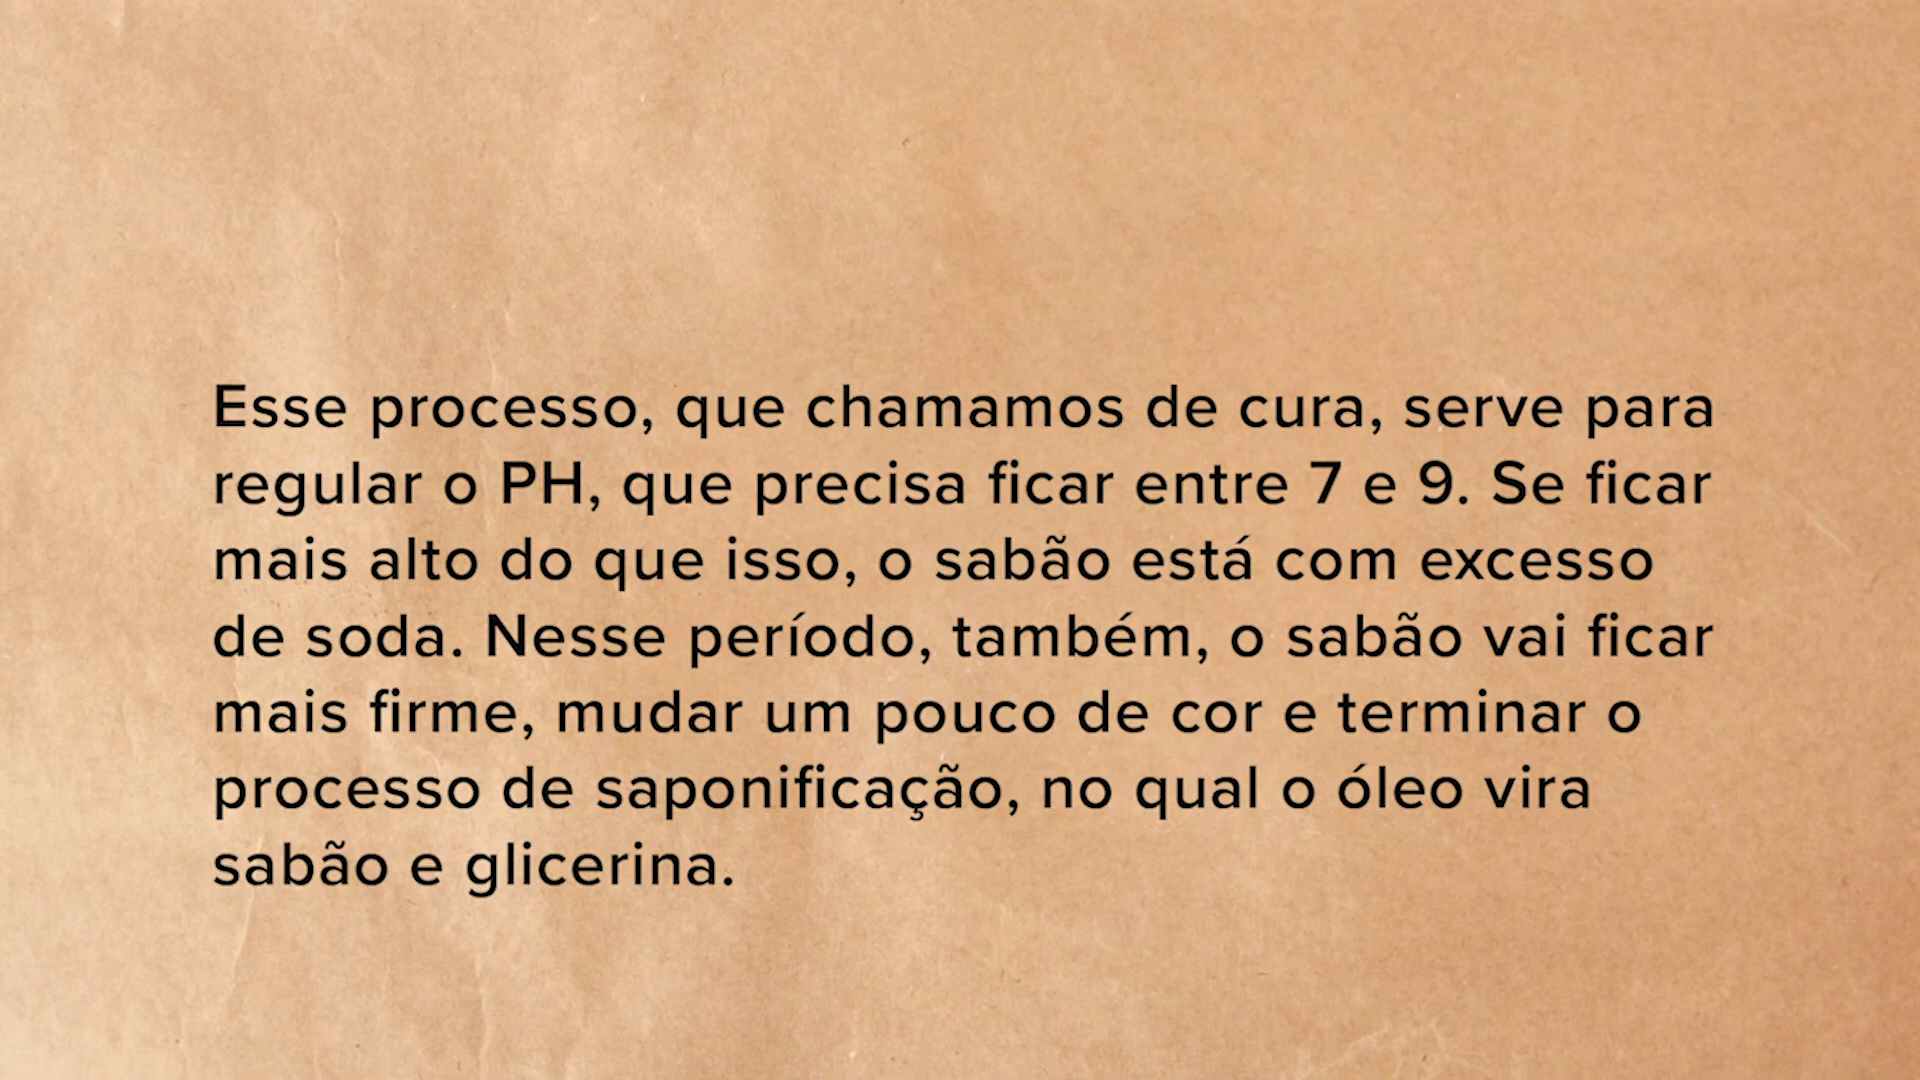 Esse processo, que chamamos de cura, serve para
regular o PH, que precisa ficar entre 7 e 9. Se ficar
mais alto do que isso, o sabão está com excesso
de soda. Nesse período, também, o sabão vai ficar
mais firme, mudar um pouco de cor e terminar o
processo de saponificação, no qual o óleo vira
sabão e glicerina.